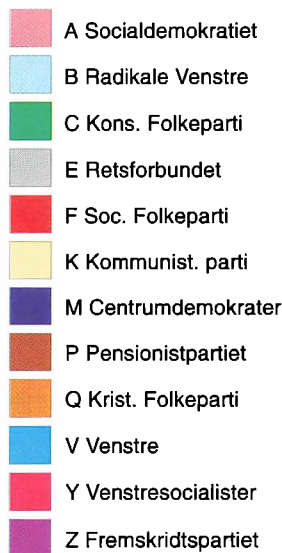 A Socialdemokratiet
B Radikale Venstre
C Kons. Folkeparti
E Retsforbundet
F Soc. Folkeparti
K Kommunist. parti
M Centrumdemokrater
P Pensionistpartiet
Q Krist. Folkeparti
V Venstre
Y Venstresocialister
Z Fremskridtspartiet